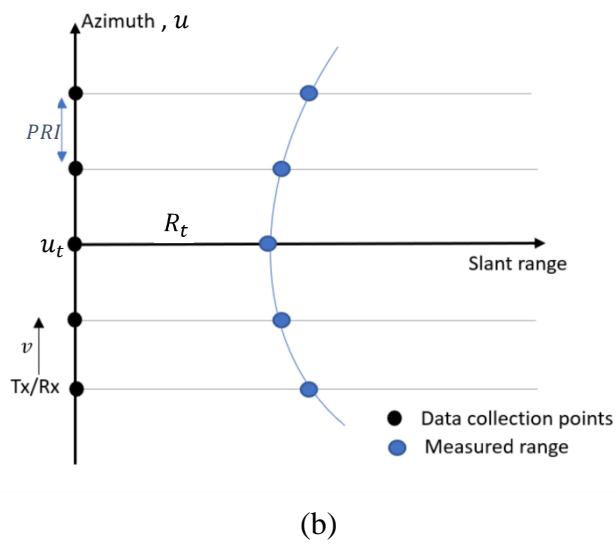 Azimuth , u
PRI
R_t
u_t
Slant range
v
Tx/Rx
Data collection points
Measured range
(b)